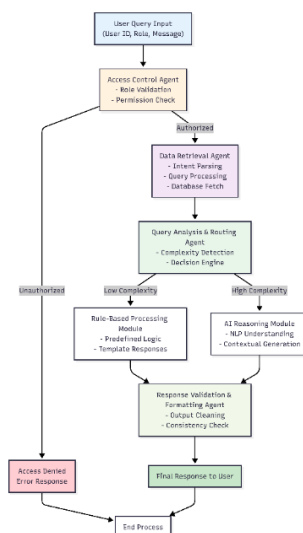 User Query Input
(User ID, Role, Message)
Access Control Agent
- Role Validation
- Permission Check
Authorized
Data Retrieval Agent
- Intent Parsing
- Query Processing
- Database Fetch
Query Analysis & Routing
Agent
- Complexity Detection
- Decision Engine
Unauthorized
Low Complexity
High Complexity
Rule-Based Processing
Module
- Predefined Logic
- Template Responses
AI Reasoning Module
- NLP Understanding
- Contextual Generation
Response Validation &
Formatting Agent
- Output Cleaning
- Consistency Check
Access Denied
Error Response
Final Response to User
End Process